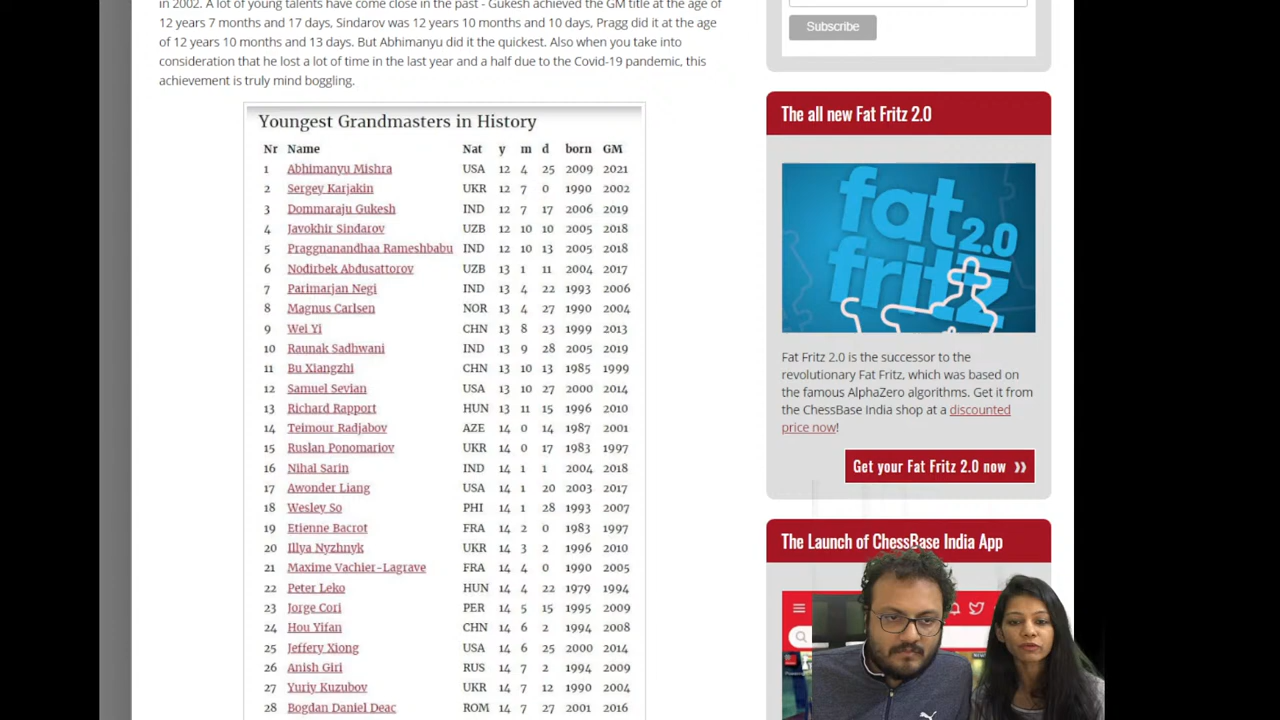 in 2002. A lot of young talents have come close in the past - Gukesh achieved the GM title at the age of
12 years 7 months and 17 days, Sindarov was 12 years 10 months and 10 days, Pragg did it at the age
of 12 years 10 months and 13 days. But Abhimanyu did it the quickest. Also when you take into
consideration that he lost a lot of time in the last year and a half due to the Covid-19 pandemic, this
achievement is truly mind boggling.
Youngest Grandmasters in History
Nr Name Nat y m d born GM
1 Abhimanyu Mishra USA 12 4 25 2009 2021
2 Sergey Karjakin UKR 12 7 0 1990 2002
3 Dommaraju Gukesh IND 12 7 17 2006 2019
4 Javokhir Sindarov UZB 12 10 10 2005 2018
5 Praggnanandhaa Rameshbabu IND 12 10 13 2005 2018
6 Nodirbek Abdusattorov UZB 13 1 11 2004 2017
7 Parimarjan Negi IND 13 4 22 1993 2006
8 Magnus Carlsen NOR 13 4 27 1990 2004
9 Wei Yi CHN 13 8 23 1999 2013
10 Raunak Sadhwani IND 13 9 28 2005 2019
11 Bu Xiangzhi CHN 13 10 13 1985 1999
12 Samuel Sevian USA 13 10 27 2000 2014
13 Richard Rapport HUN 13 11 15 1996 2010
14 Teimour Radjabov AZE 14 0 14 1987 2001
15 Ruslan Ponomariov UKR 14 0 17 1983 1997
16 Nihal Sarin IND 14 1 1 2004 2018
17 Awonder Liang USA 14 1 20 2003 2017
18 Wesley So PHI 14 1 28 1993 2007
19 Etienne Bacrot FRA 14 2 0 1983 1997
20 Illya Nyzhnyk UKR 14 3 2 1996 2010
21 Maxime Vachier-Lagrave FRA 14 4 0 1990 2005
22 Peter Leko HUN 14 4 22 1979 1994
23 Jorge Cori PER 14 5 15 1995 2009
24 Hou Yifan CHN 14 6 2 1994 2008
25 Jeffery Xiong USA 14 6 25 2000 2014
26 Anish Giri RUS 14 7 2 1994 2009
27 Yuriy Kuzubov UKR 14 7 12 1990 2004
28 Bogdan Daniel Deac ROM 14 7 27 2001 2016
Subscribe
The all new Fat Fritz 2.0
fat 2.0
fritz
Fat Fritz 2.0 is the successor to the
revolutionary Fat Fritz, which was based on
the famous AlphaZero algorithms. Get it from
the ChessBase India shop at a discounted
price now!
Get your Fat Fritz 2.0 now »
The Launch of ChessBase India App